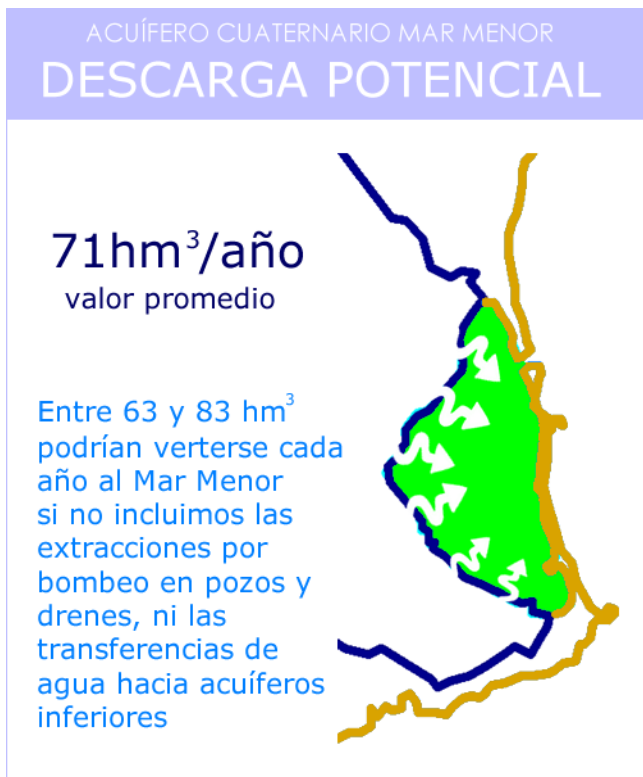 ACUÍFERO CUATERNARIO MAR MENOR
DESCARGA POTENCIAL
71hm³/año
valor promedio
Entre 63 y 83 hm³
podrían verterse cada
año al Mar Menor
si no incluimos las
extracciones por
bombeo en pozos y
drenes, ni las
transferencias de
agua hacia acuíferos
inferiores